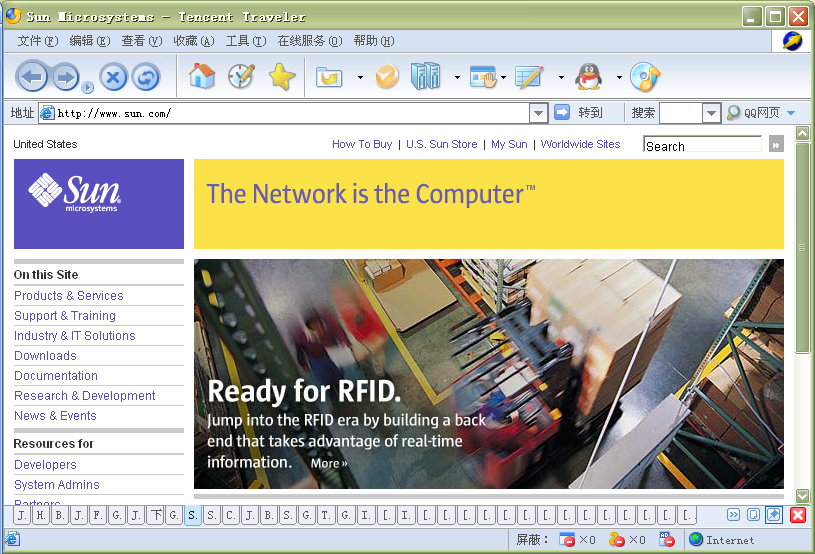 Sun Microsystems - Tencent Traveler
文件(F) 编辑(E) 查看(V) 收藏(A) 工具(T) 在线服务(O) 帮助(H)
地址 http://www.sun.com/ 转到 搜索 QQ网页
United States How To Buy | U.S. Sun Store | My Sun | Worldwide Sites Search »
Sun microsystems
The Network is the Computer™
On this Site
Products & Services
Support & Training
Industry & IT Solutions
Downloads
Documentation
Research & Development
News & Events
Resources for
Developers
System Admins
Partners
Ready for RFID.
Jump into the RFID era by building a back
end that takes advantage of real-time
information. More »
J. H. B. J. F. G. J. 下 G. S. S. C. J. B. S. G. T. G. I. [. I. [. [. [. [. [. [. [. [. [. [. [. [. [.
屏蔽： ×0 ×0 AD Internet